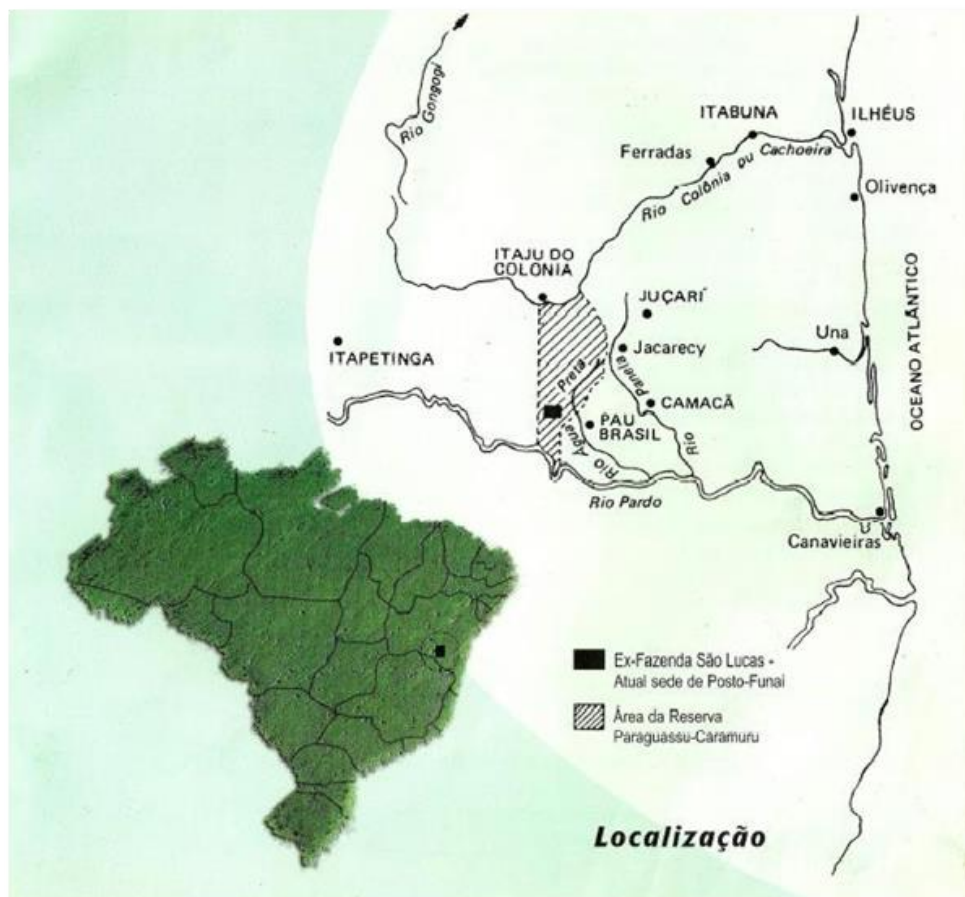 Rio Gongogi
ITABUNA
ILHÉUS
Ferradas
Rio Colônia ou Cachoeira
Olivença
ITAJU DO
COLÔNIA
JUÇARÍ
OCEANO ATLÂNTICO
Una
ITAPETINGA
Jacarecy
Preta
Panela
CAMACÃ
PAU
BRASIL
Água
Rio
Rio
Rio Pardo
Canavieiras
Ex-Fazenda São Lucas -
Atual sede de Posto-Funai
Área da Reserva
Paraguassu-Caramuru
Localização